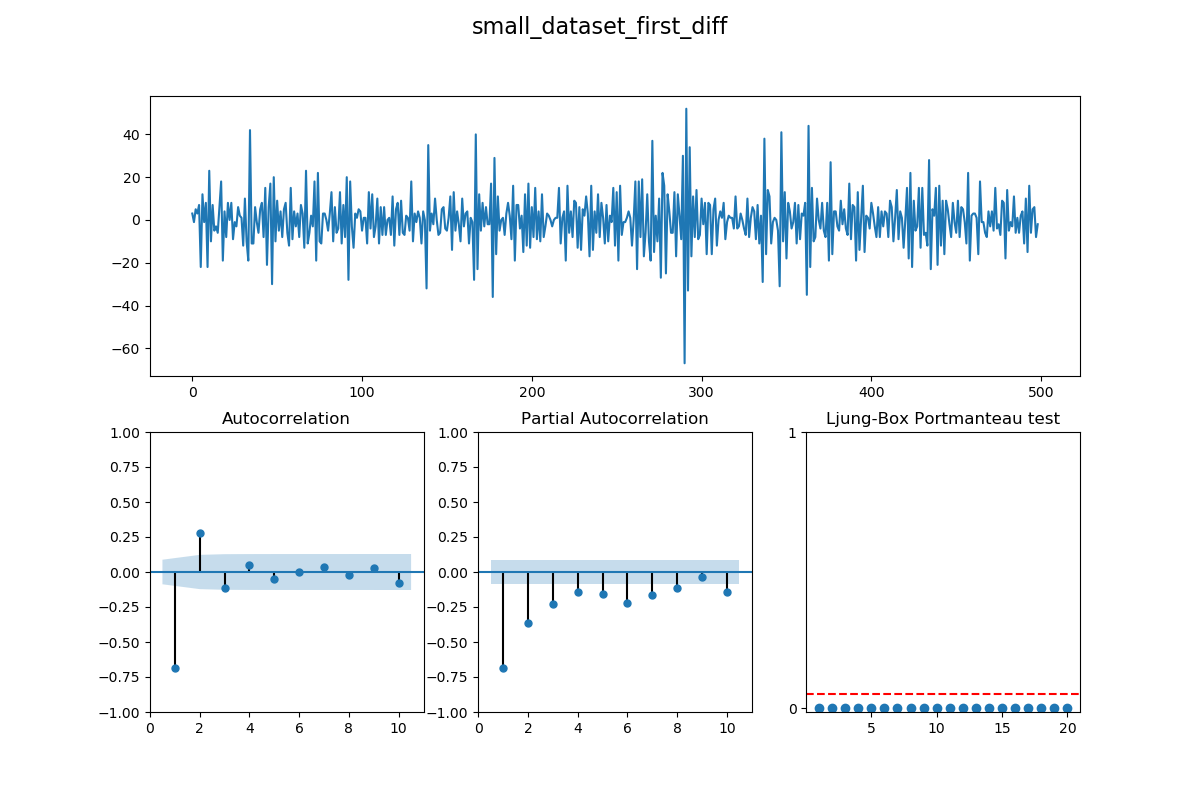 small_dataset_first_diff
40
20
0
−20
−40
−60
0 100 200 300 400 500
Autocorrelation Partial Autocorrelation Ljung-Box Portmanteau test
1.00 1.00 1
0.75 0.75
0.50 0.50
0.25 0.25
0.00 0.00
−0.25 −0.25
−0.50 −0.50
−0.75 −0.75
−1.00 −1.00 0
0 2 4 6 8 10 0 2 4 6 8 10 5 10 15 20